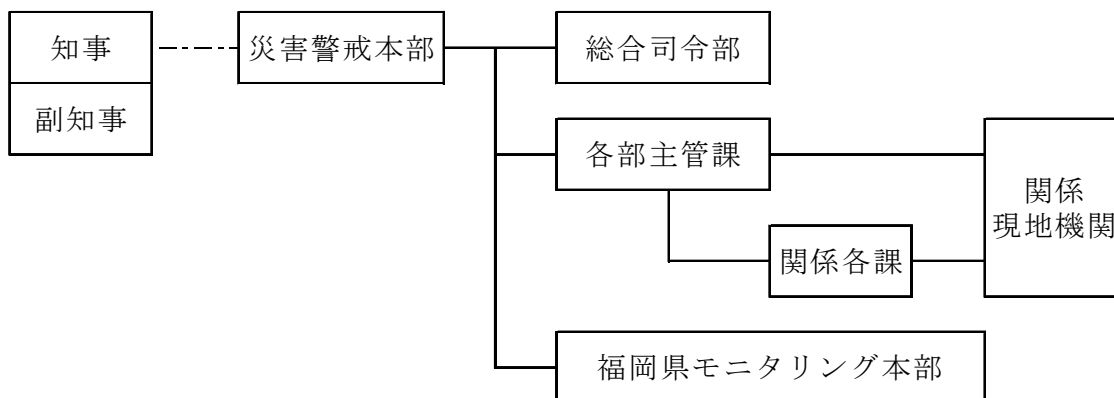 知事
副知事
災害警戒本部
総合司令部
各部主管課
関係各課
関係
現地機関
福岡県モニタリング本部